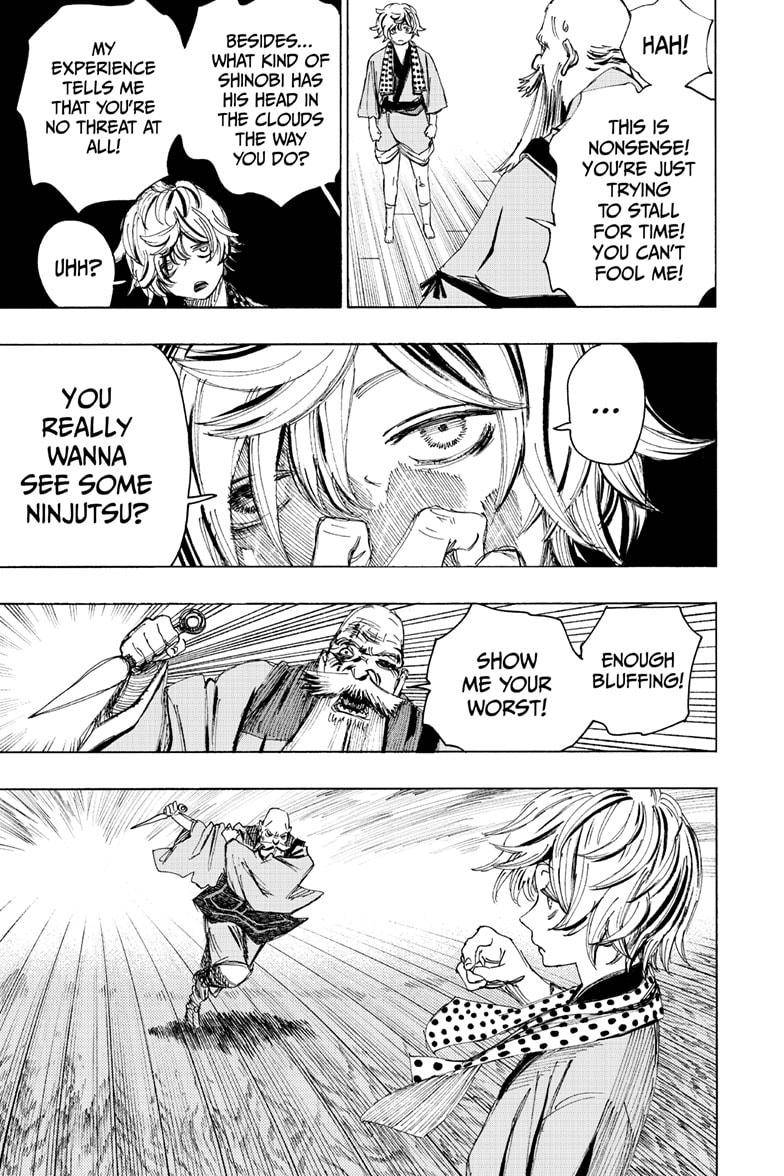 HAH!
THIS IS
NONSENSE!
YOU'RE JUST
TRYING
TO STALL
FOR TIME!
YOU CAN'T
FOOL ME!
BESIDES...
WHAT KIND OF
SHINOBI HAS
HIS HEAD IN
THE CLOUDS
THE WAY
YOU DO?
MY
EXPERIENCE
TELLS ME
THAT YOU'RE
NO THREAT AT
ALL!
UHH?
...
YOU
REALLY
WANNA
SEE SOME
NINJUTSU?
ENOUGH
BLUFFING!
SHOW
ME YOUR
WORST!